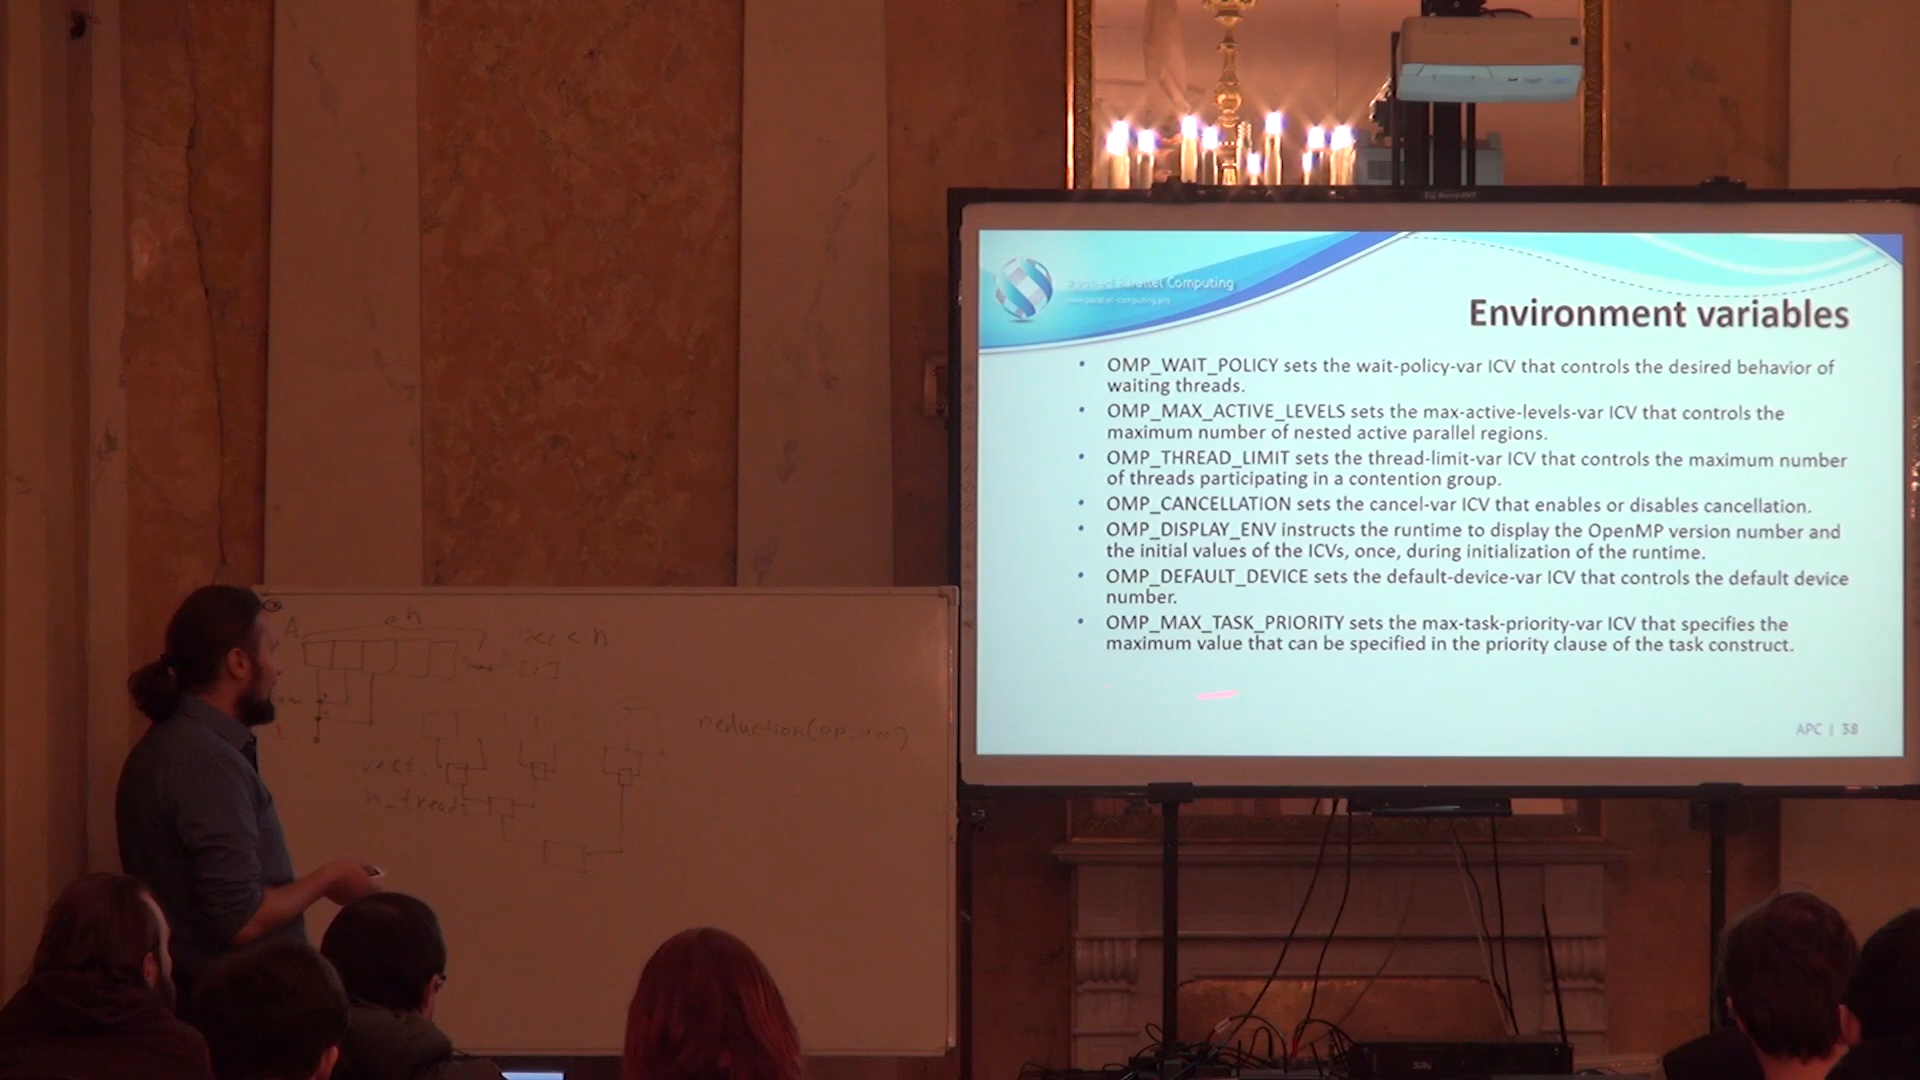 Applied Parallel Computing
www.parallel-computing.pro
Environment variables
• OMP_WAIT_POLICY sets the wait-policy-var ICV that controls the desired behavior of
waiting threads.
• OMP_MAX_ACTIVE_LEVELS sets the max-active-levels-var ICV that controls the
maximum number of nested active parallel regions.
• OMP_THREAD_LIMIT sets the thread-limit-var ICV that controls the maximum number
of threads participating in a contention group.
• OMP_CANCELLATION sets the cancel-var ICV that enables or disables cancellation.
• OMP_DISPLAY_ENV instructs the runtime to display the OpenMP version number and
the initial values of the ICVs, once, during initialization of the runtime.
• OMP_DEFAULT_DEVICE sets the default-device-var ICV that controls the default device
number.
• OMP_MAX_TASK_PRIORITY sets the max-task-priority-var ICV that specifies the
maximum value that can be specified in the priority clause of the task construct.
APC | 38
A
n
[i]
reduction(op
vect.
n_treads